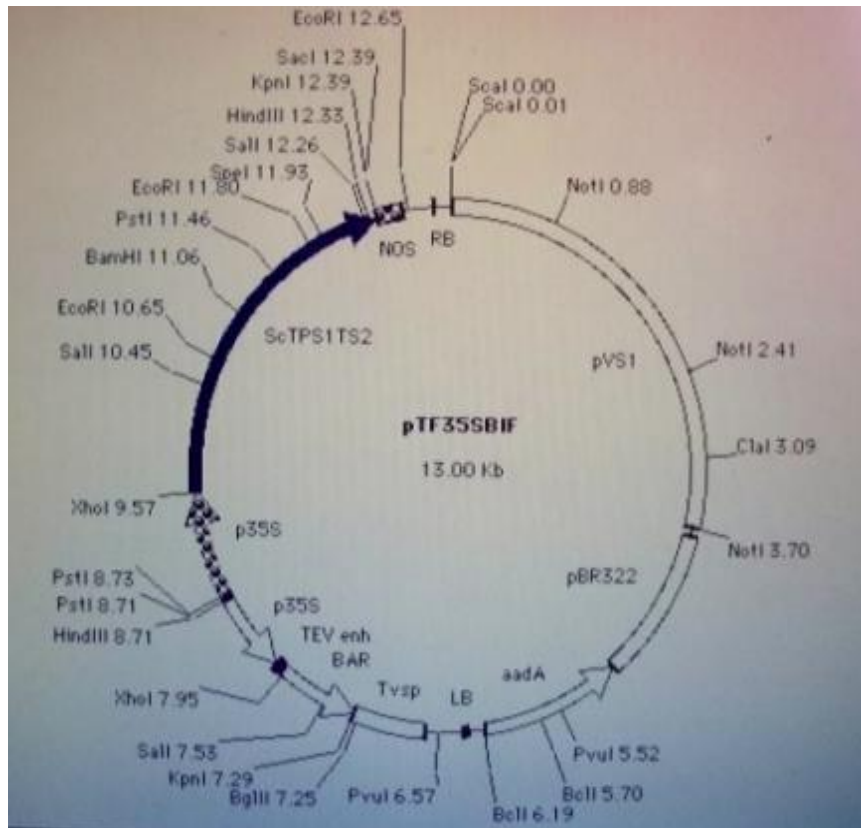 EcoRI 12.65
SacI 12.39
KpnI 12.39
HindIII 12.33
SalI 12.26
SpeI 11.93
EcoRI 11.80
PstI 11.46
BamHI 11.06
EcoRI 10.65
SalI 10.45
XhoI 9.57
PstI 8.73
PstI 8.71
HindIII 8.71
XhoI 7.95
SalI 7.53
KpnI 7.29
BglII 7.25
PvuI 6.57
BclI 6.19
BclI 5.70
PvuI 5.52
NotI 3.70
ClaI 3.09
NotI 2.41
NotI 0.88
ScaI 0.01
ScaI 0.00
NOS
RB
ScTPS1TS2
pVS1
pTF35SBIF
13.00 Kb
p35S
pBR322
p35S
TEV enh
BAR
Tvsp
LB
aadA